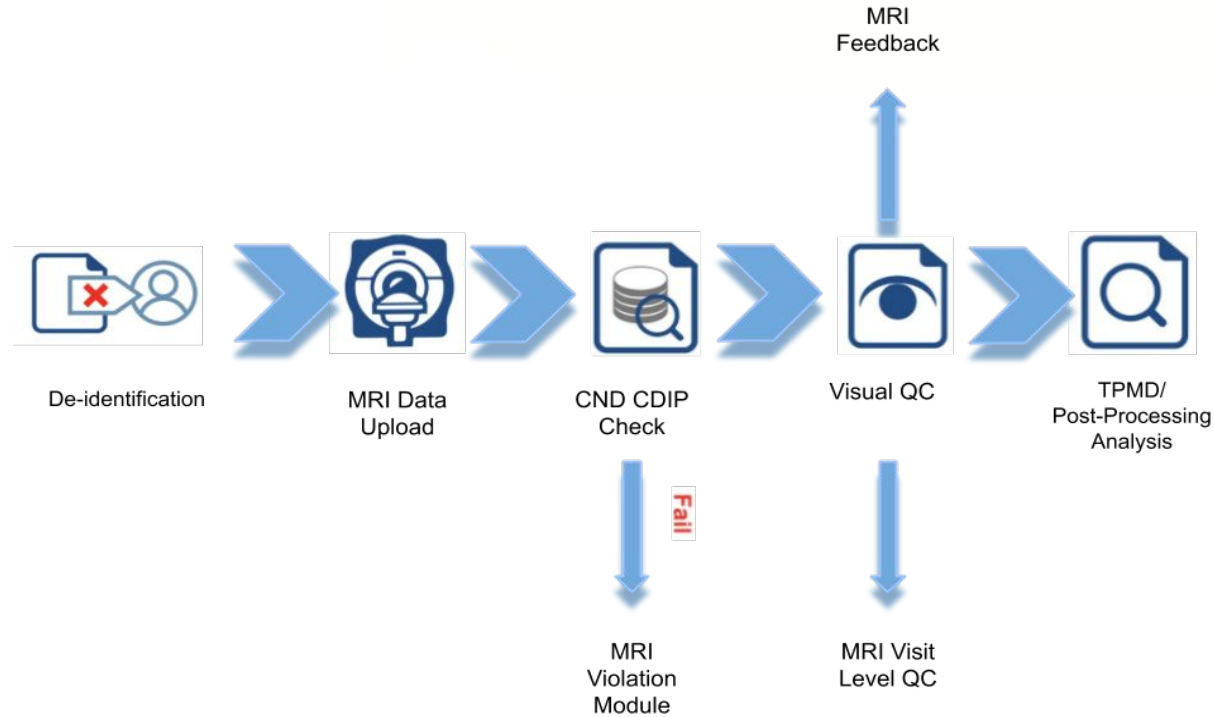 MRI
Feedback
De-identification
MRI Data
Upload
CND CDIP
Check
Visual QC
TPMD/
Post-Processing
Analysis
Fail
MRI
Violation
Module
MRI Visit
Level QC